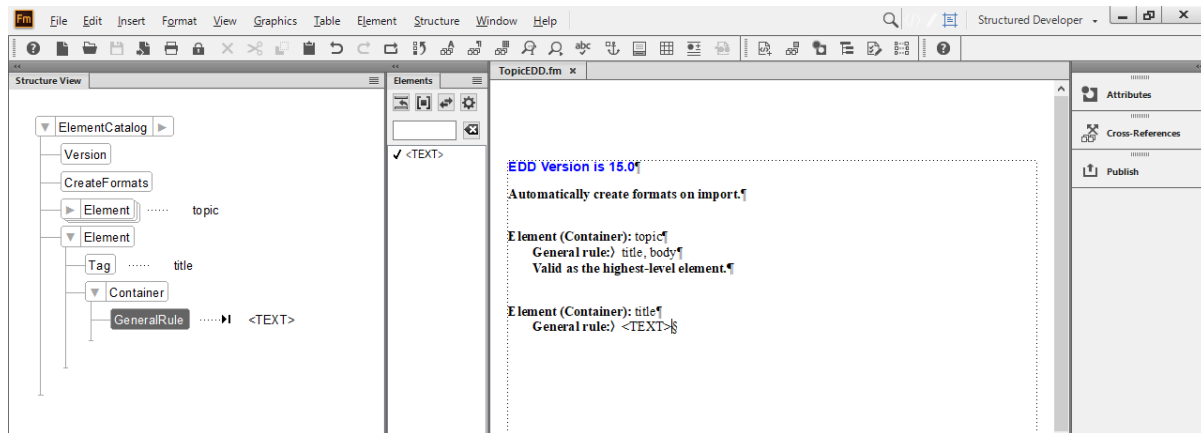 Fm File Edit Insert Format View Graphics Table Element Structure Window Help Structured Developer
Structure View
Elements
TopicEDD.fm ×
ElementCatalog
Version
CreateFormats
Element topic
Element
Tag title
Container
GeneralRule <TEXT>
✓ <TEXT>
EDD Version is 15.0¶
Automatically create formats on import.¶
Element (Container): topic¶
General rule:⟩ title, body¶
Valid as the highest-level element.¶
Element (Container): title¶
General rule:⟩ <TEXT>§
Attributes
Cross-References
Publish